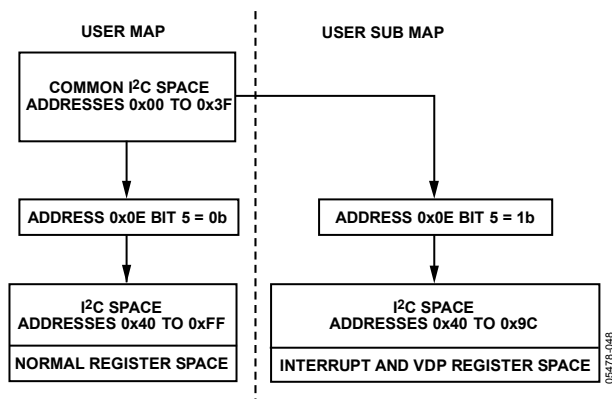 USER MAP
USER SUB MAP
COMMON I²C SPACE
ADDRESSES 0x00 TO 0x3F
ADDRESS 0x0E BIT 5 = 0b
ADDRESS 0x0E BIT 5 = 1b
I²C SPACE
ADDRESSES 0x40 TO 0xFF
NORMAL REGISTER SPACE
I²C SPACE
ADDRESSES 0x40 TO 0x9C
INTERRUPT AND VDP REGISTER SPACE
05478-048